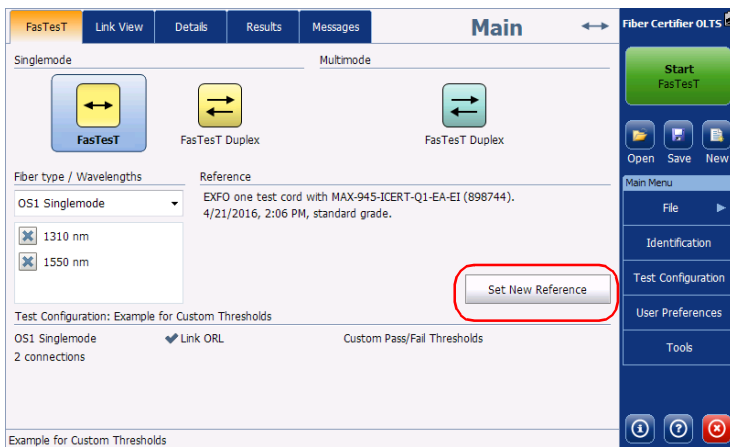 FasTesT Link View Details Results Messages Main Fiber Certifier OLTS
Singlemode Multimode
Start
FasTesT
FasTesT FasTesT Duplex FasTesT Duplex
Open Save New
Fiber type / Wavelengths Reference
Main Menu
OS1 Singlemode
EXFO one test cord with MAX-945-ICERT-Q1-EA-EI (898744).
4/21/2016, 2:06 PM, standard grade.
File
1310 nm
Identification
1550 nm
Test Configuration
Set New Reference
User Preferences
Test Configuration: Example for Custom Thresholds
OS1 Singlemode Link ORL Custom Pass/Fail Thresholds
Tools
2 connections
Example for Custom Thresholds